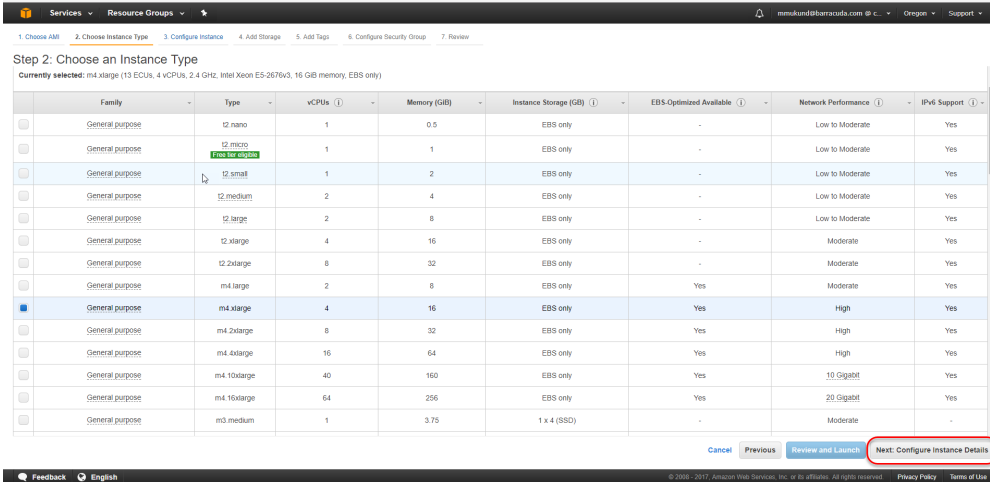 Services Resource Groups mmukund@barracuda.com @ c... Oregon Support
1. Choose AMI 2. Choose Instance Type 3. Configure Instance 4. Add Storage 5. Add Tags 6. Configure Security Group 7. Review
Step 2: Choose an Instance Type
Currently selected: m4.xlarge (13 ECUs, 4 vCPUs, 2.4 GHz, Intel Xeon E5-2676v3, 16 GiB memory, EBS only)
Family Type vCPUs Memory (GiB) Instance Storage (GB) EBS-Optimized Available Network Performance IPv6 Support
General purpose t2.nano 1 0.5 EBS only - Low to Moderate Yes
General purpose t2.micro 1 1 EBS only - Low to Moderate Yes
Free tier eligible
General purpose t2.small 1 2 EBS only - Low to Moderate Yes
General purpose t2.medium 2 4 EBS only - Low to Moderate Yes
General purpose t2.large 2 8 EBS only - Low to Moderate Yes
General purpose t2.xlarge 4 16 EBS only - Moderate Yes
General purpose t2.2xlarge 8 32 EBS only - Moderate Yes
General purpose m4.large 2 8 EBS only Yes Moderate Yes
General purpose m4.xlarge 4 16 EBS only Yes High Yes
General purpose m4.2xlarge 8 32 EBS only Yes High Yes
General purpose m4.4xlarge 16 64 EBS only Yes High Yes
General purpose m4.10xlarge 40 160 EBS only Yes 10 Gigabit Yes
General purpose m4.16xlarge 64 256 EBS only Yes 20 Gigabit Yes
General purpose m3.medium 1 3.75 1 x 4 (SSD) - Moderate -
Cancel Previous Review and Launch Next: Configure Instance Details
Feedback English © 2008 - 2017, Amazon Web Services, Inc. or its affiliates. All rights reserved. Privacy Policy Terms of Use